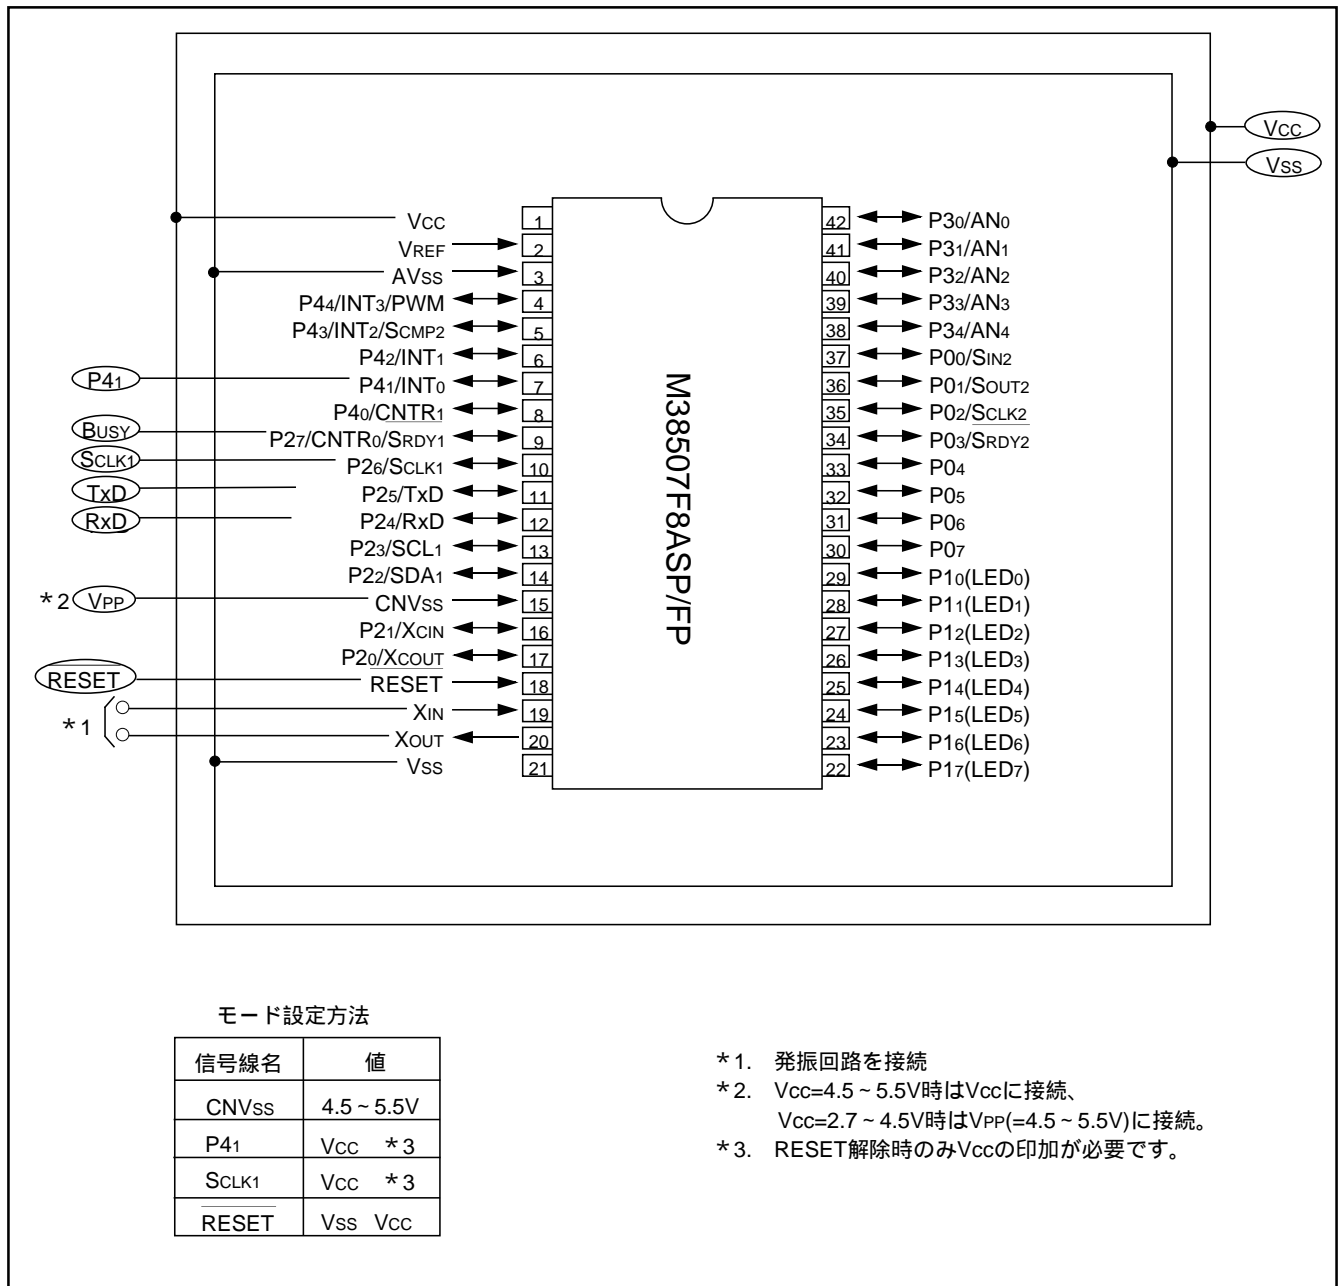 VCC
VSS
VCC 1
VREF 2
AVSS 3
P44/INT3/PWM 4
P43/INT2/SCMP2 5
P42/INT1 6
P41 P41/INT0 7
P40/CNTR1 8
BUSY P27/CNTR0/SRDY1 9
SCLK1 P26/SCLK1 10
TxD P25/TxD 11
RxD P24/RxD 12
P23/SCL1 13
P22/SDA1 14
*2 VPP CNVSS 15
P21/XCIN 16
P20/XCOUT 17
RESET RESET 18
*1 XIN 19
XOUT 20
VSS 21
M38507F8ASP/FP
42 P30/AN0
41 P31/AN1
40 P32/AN2
39 P33/AN3
38 P34/AN4
37 P00/SIN2
36 P01/SOUT2
35 P02/SCLK2
34 P03/SRDY2
33 P04
32 P05
31 P06
30 P07
29 P10(LED0)
28 P11(LED1)
27 P12(LED2)
26 P13(LED3)
25 P14(LED4)
24 P15(LED5)
23 P16(LED6)
22 P17(LED7)
モード設定方法
信号線名 値
CNVSS 4.5~5.5V
P41 VCC *3
SCLK1 VCC *3
RESET VSS VCC
*1. 発振回路を接続
*2. Vcc=4.5~5.5V時はVccに接続、
Vcc=2.7~4.5V時はVPP(=4.5~5.5V)に接続。
*3. RESET解除時のみVccの印加が必要です。